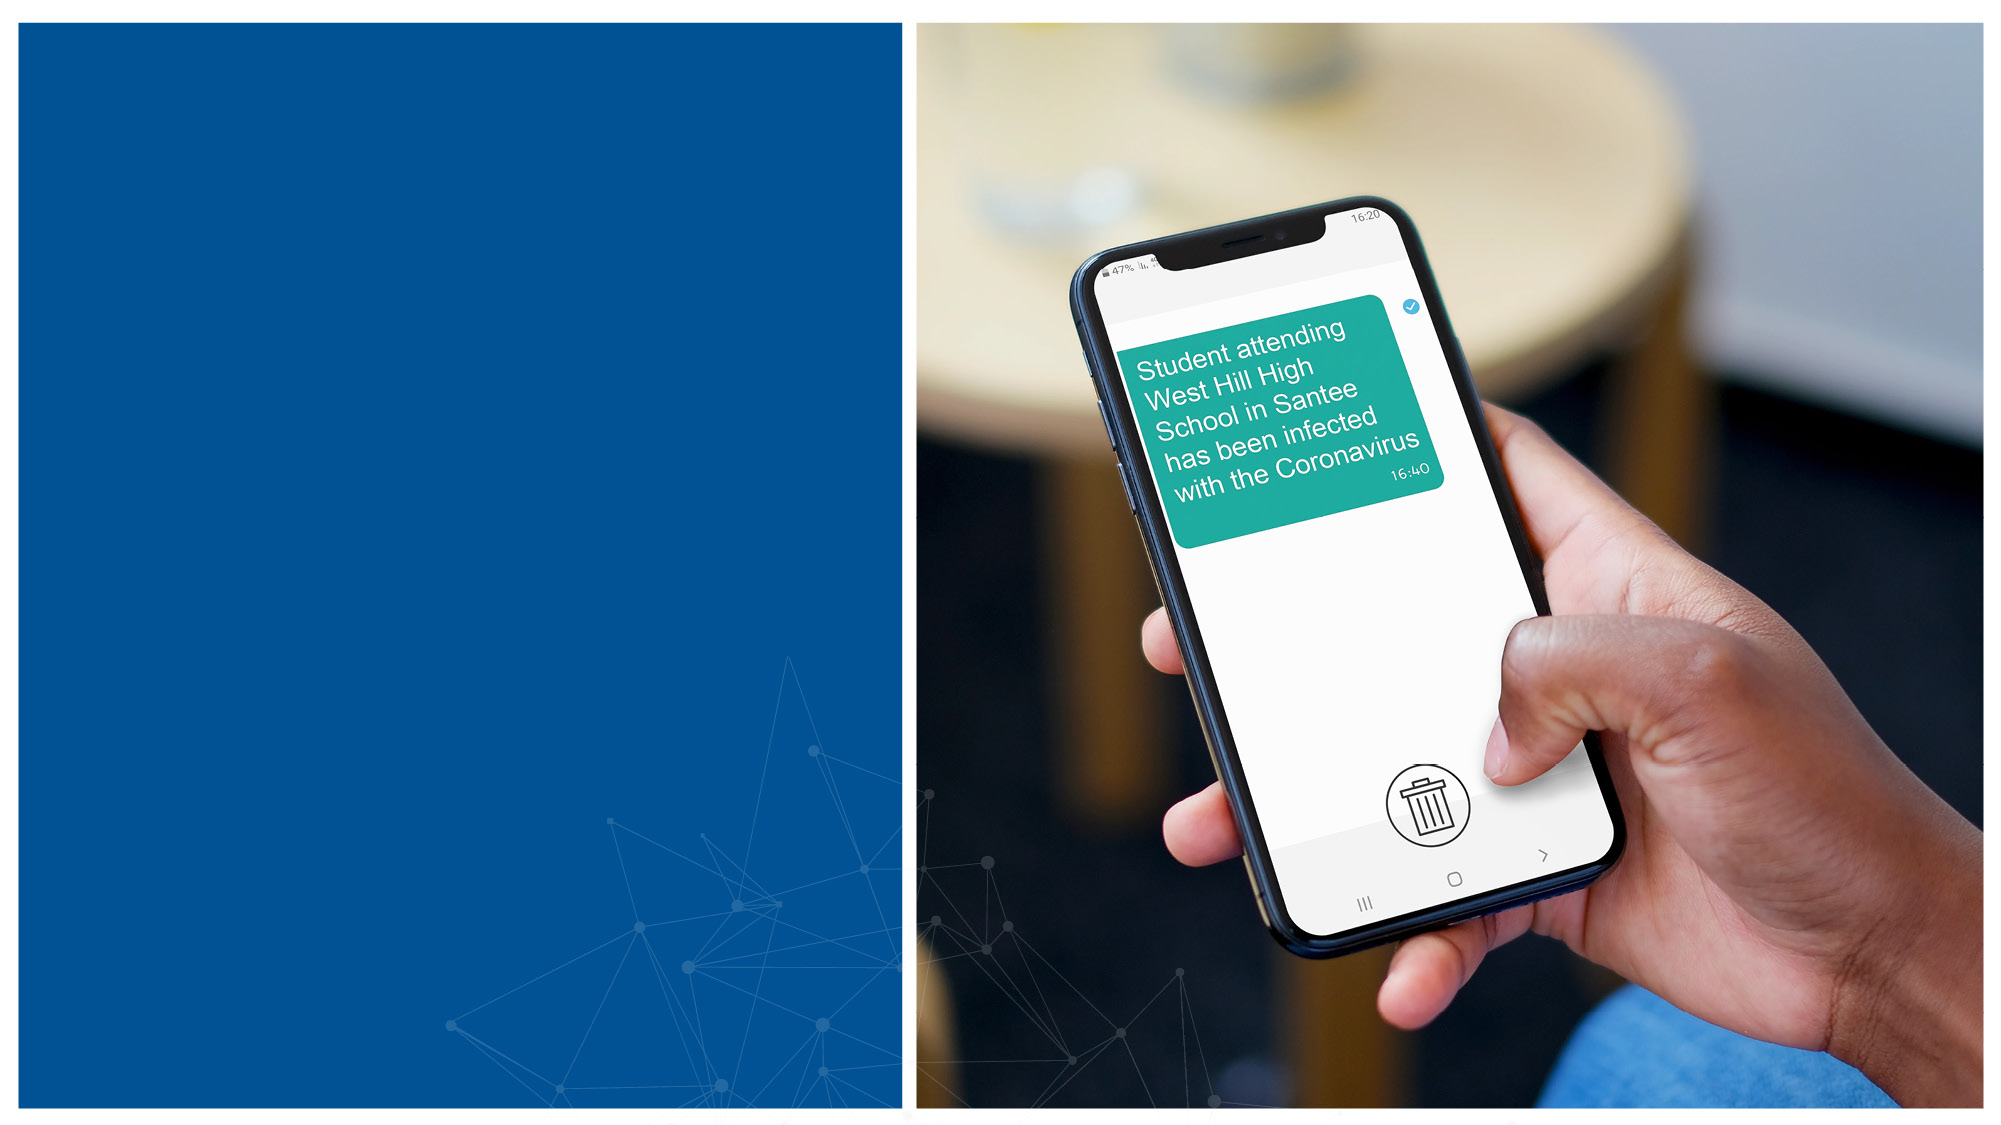 16:20
47%
Student attending
West Hill High
School in Santee
has been infected
with the Coronavirus
16:40